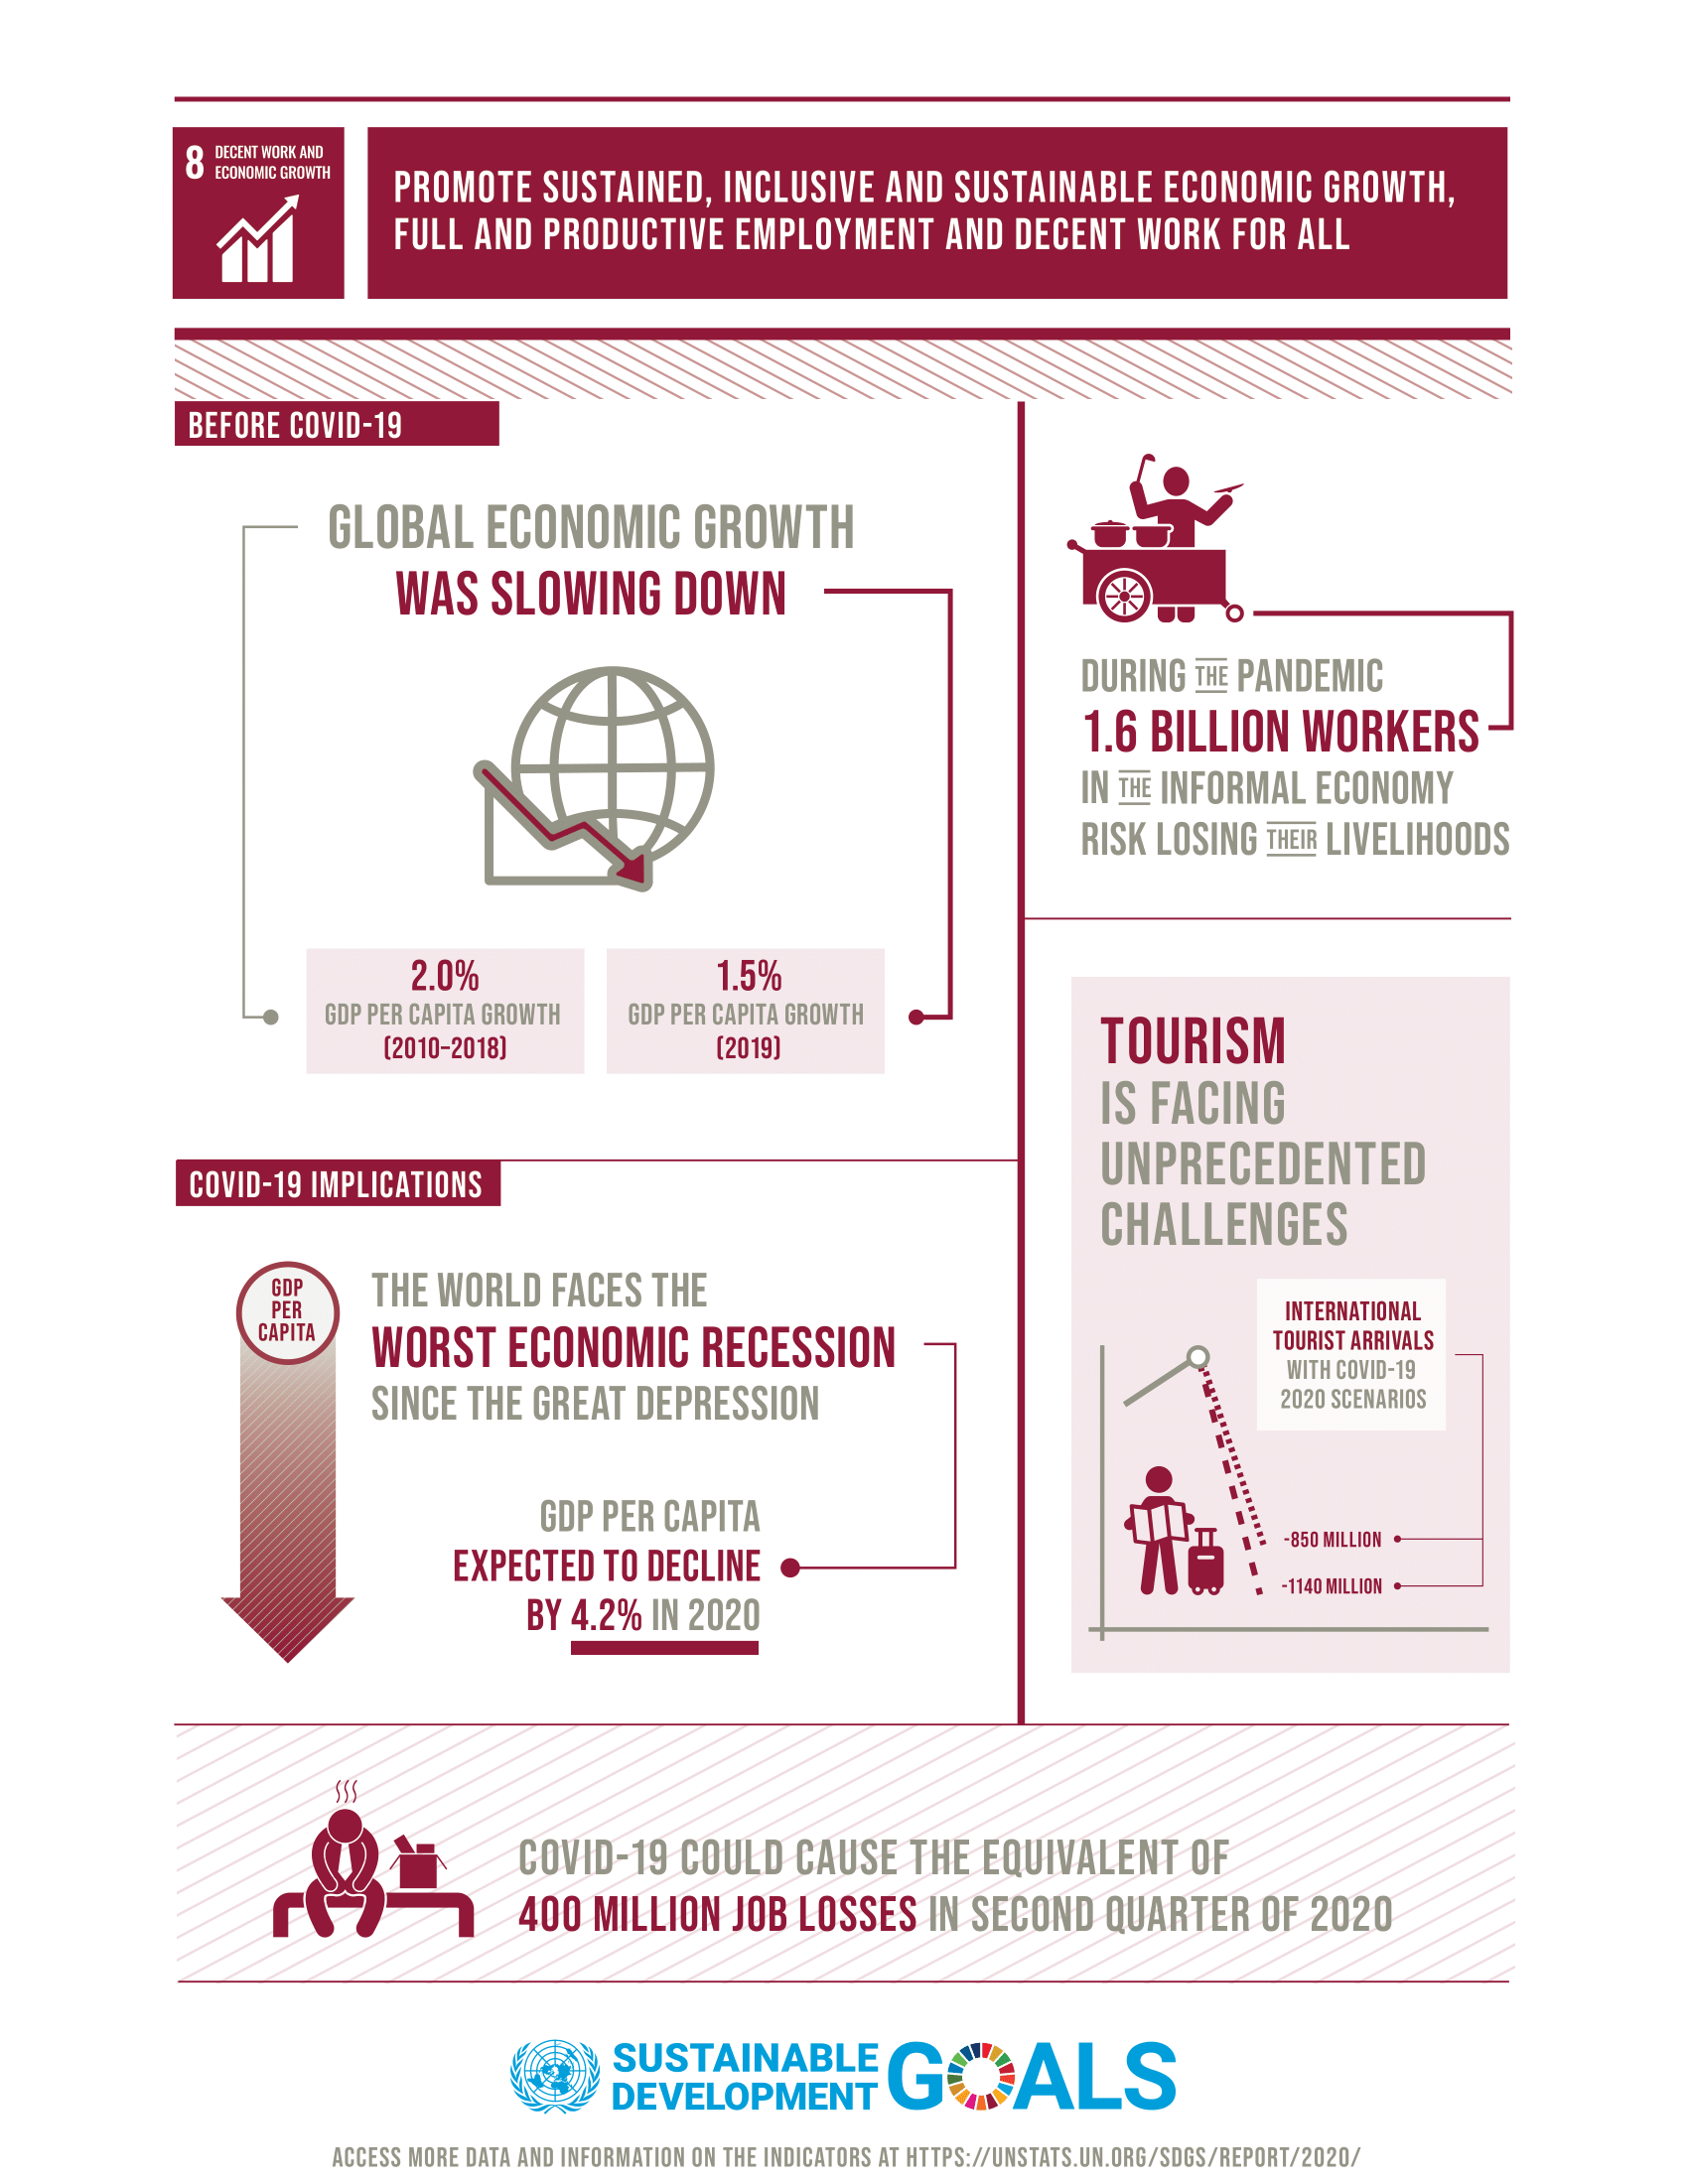 8 DECENT WORK AND
ECONOMIC GROWTH
PROMOTE SUSTAINED, INCLUSIVE AND SUSTAINABLE ECONOMIC GROWTH,
FULL AND PRODUCTIVE EMPLOYMENT AND DECENT WORK FOR ALL
BEFORE COVID-19
GLOBAL ECONOMIC GROWTH
WAS SLOWING DOWN
2.0%
GDP PER CAPITA GROWTH
(2010-2018)
1.5%
GDP PER CAPITA GROWTH
(2019)
DURING THE PANDEMIC
1.6 BILLION WORKERS
IN THE INFORMAL ECONOMY
RISK LOSING THEIR LIVELIHOODS
COVID-19 IMPLICATIONS
GDP
PER
CAPITA
THE WORLD FACES THE
WORST ECONOMIC RECESSION
SINCE THE GREAT DEPRESSION
GDP PER CAPITA
EXPECTED TO DECLINE
BY 4.2% IN 2020
TOURISM
IS FACING
UNPRECEDENTED
CHALLENGES
INTERNATIONAL
TOURIST ARRIVALS
WITH COVID-19
2020 SCENARIOS
-850 MILLION
-1140 MILLION
COVID-19 COULD CAUSE THE EQUIVALENT OF
400 MILLION JOB LOSSES IN SECOND QUARTER OF 2020
SUSTAINABLE
DEVELOPMENT GOALS
ACCESS MORE DATA AND INFORMATION ON THE INDICATORS AT HTTPS://UNSTATS.UN.ORG/SDGS/REPORT/2020/